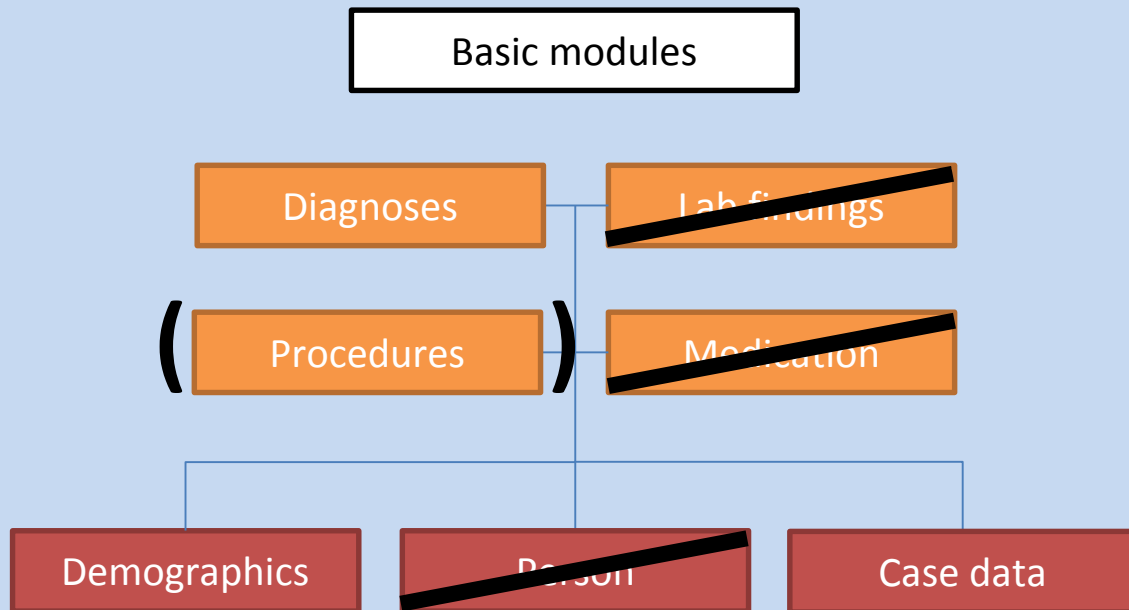 Basic modules
Diagnoses
Lab findings
( Procedures )
Medication
Demographics
Person
Case data